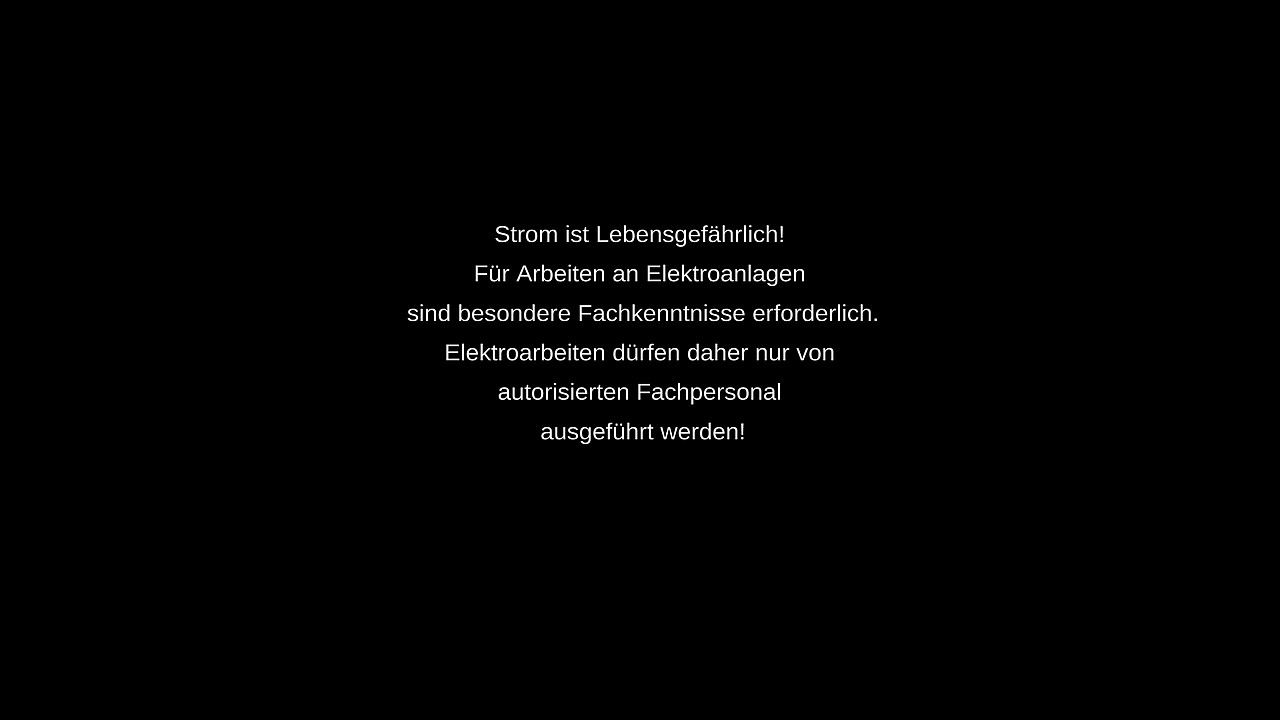 Strom ist Lebensgefährlich!
Für Arbeiten an Elektroanlagen
sind besondere Fachkenntnisse erforderlich.
Elektroarbeiten dürfen daher nur von
autorisierten Fachpersonal
ausgeführt werden!